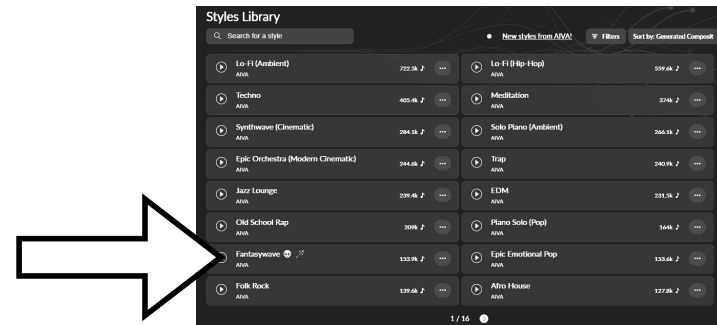 Styles Library
Search for a style
New styles from AIVA!
Filters
Sort by: Generated Composit
Lo-Fi (Ambient)
AIVA
722.5k
Lo-Fi (Hip-Hop)
AIVA
559.6k
Techno
AIVA
405.4k
Meditation
AIVA
374k
Synthwave (Cinematic)
AIVA
284.1k
Solo Piano (Ambient)
AIVA
266.1k
Epic Orchestra (Modern Cinematic)
AIVA
244.6k
Trap
AIVA
240.9k
Jazz Lounge
AIVA
239.4k
EDM
AIVA
231.5k
Old School Rap
AIVA
209k
Piano Solo (Pop)
AIVA
164k
Fantasywave
AIVA
153.9k
Epic Emotional Pop
AIVA
153.6k
Folk Rock
AIVA
139.6k
Afro House
AIVA
127.8k
1 / 16